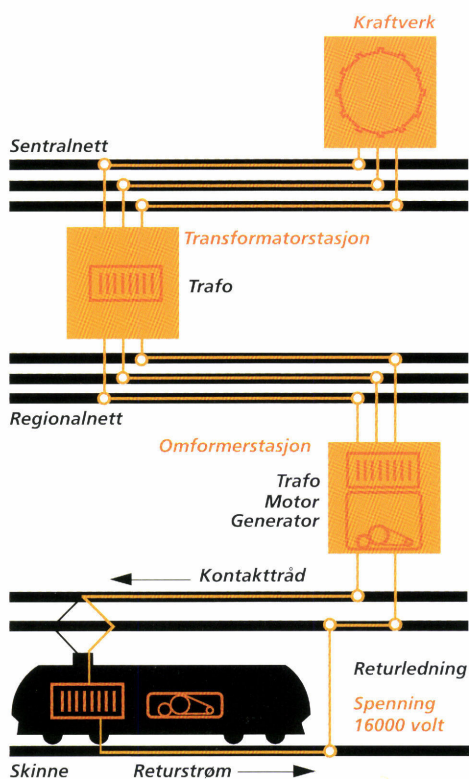 Kraftverk
Sentralnett
Transformatorstasjon
Trafo
Regionalnett
Omformerstasjon
Trafo
Motor
Generator
Kontakttråd
Returledning
Spenning
16000 volt
Skinne
Returstrøm